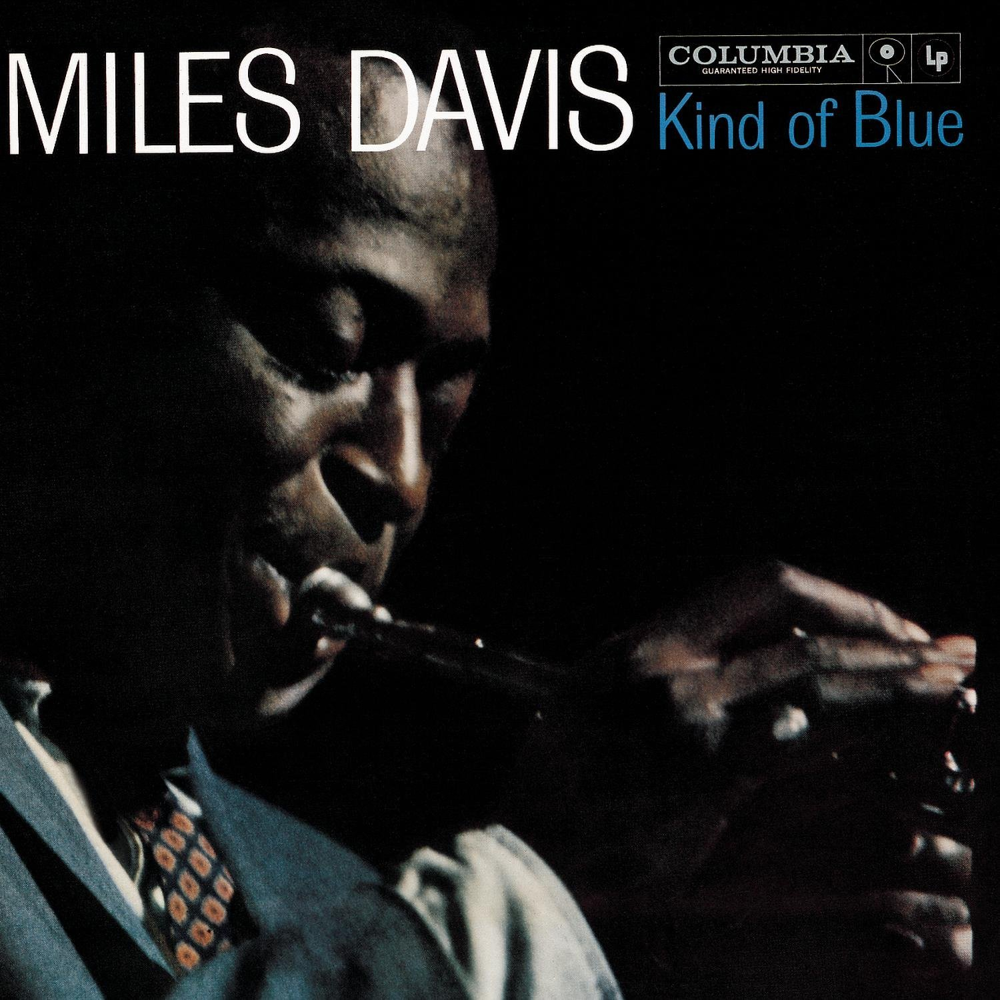 MILES DAVIS
COLUMBIA
GUARANTEED HIGH FIDELITY
Lp
Kind of Blue